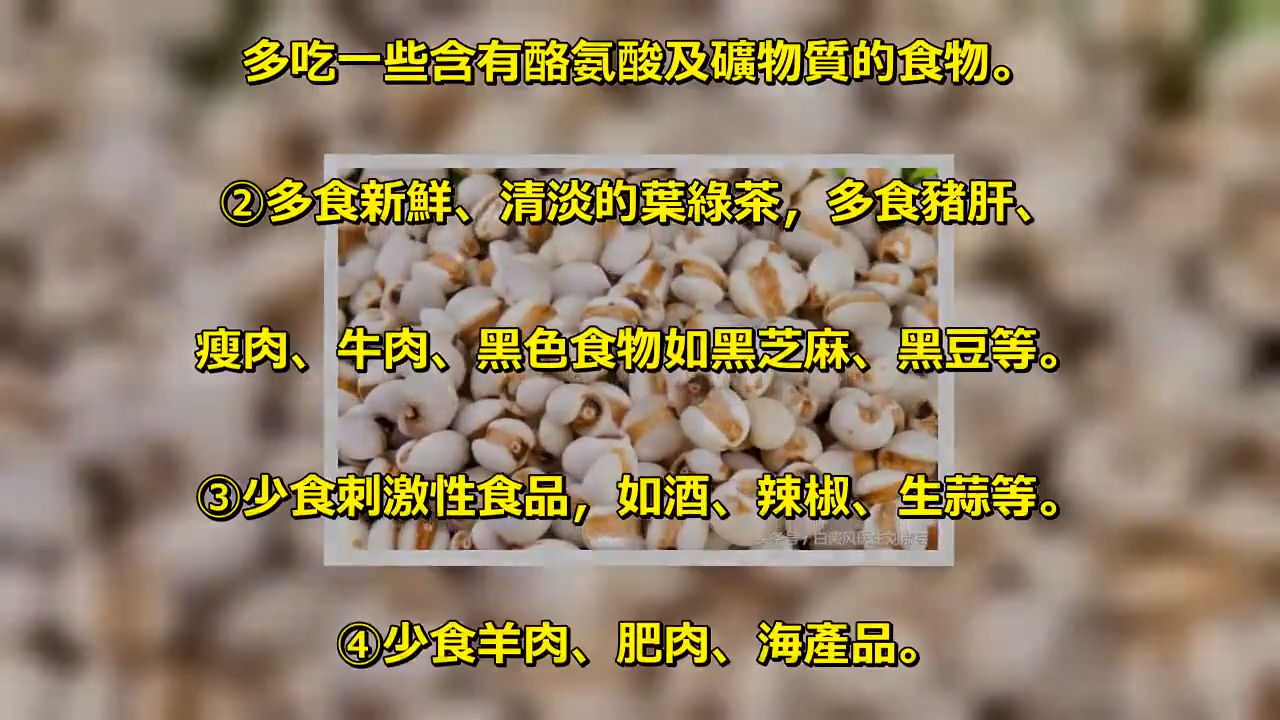 多吃一些含有酪氨酸及礦物質的食物。
②多食新鮮、清淡的葉綠茶，多食豬肝、
瘦肉、牛肉、黑色食物如黑芝麻、黑豆等。
③少食刺激性食品，如酒、辣椒、生蒜等。
④少食羊肉、肥肉、海產品。